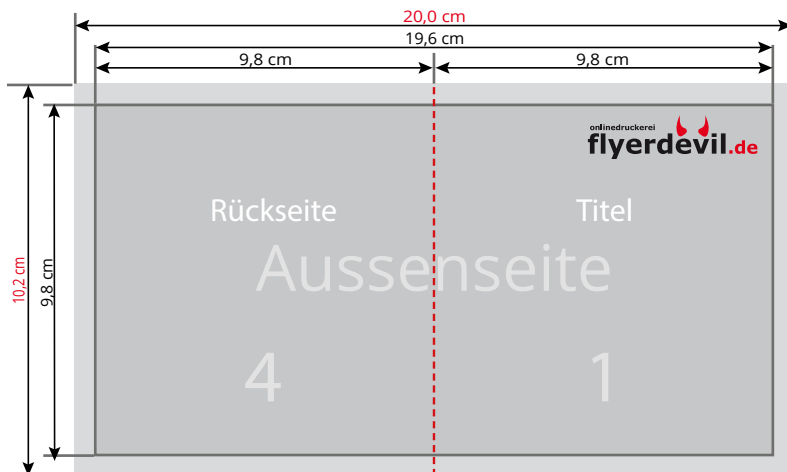 20,0 cm
19,6 cm
9,8 cm 9,8 cm
onlinedruckerei
flyerdevil.de
Rückseite Titel
Aussenseite
10,2 cm
9,8 cm
4 1